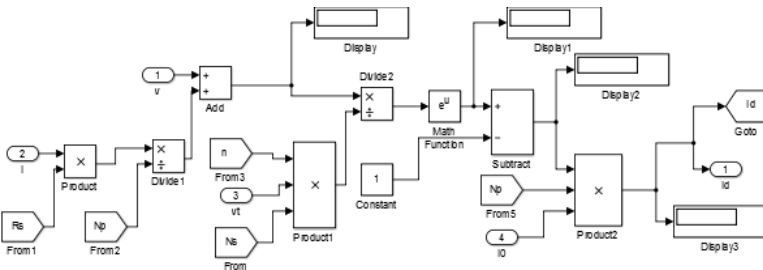 Display
Display1
Display2
1
v
+
+
Add
Divide2
×
÷
e^u
Math
Function
+
−
Subtract
Id
Goto
2
I
×
Product
×
÷
Divide1
n
From3
3
vt
×
Product1
1
Constant
Np
From5
×
Product2
1
Id
Rs
From1
Np
From2
Ns
From
4
I0
Display3